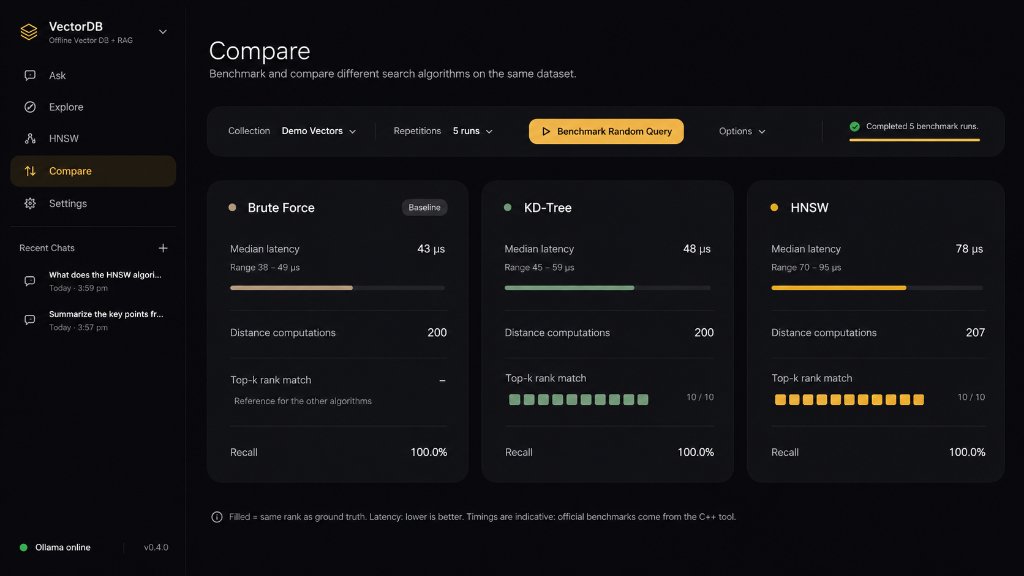 VectorDB
Offline Vector DB + RAG
Ask
Explore
HNSW
Compare
Settings
Recent Chats
What does the HNSW algori...
Today · 3:59 pm
Summarize the key points fr...
Today · 3:57 pm
Ollama online
v0.4.0
Compare
Benchmark and compare different search algorithms on the same dataset.
Collection Demo Vectors
Repetitions 5 runs
Benchmark Random Query
Options
Completed 5 benchmark runs.
Brute Force Baseline
Median latency 43 µs
Range 38 – 49 µs
Distance computations 200
Top-k rank match –
Reference for the other algorithms
Recall 100.0%
KD-Tree
Median latency 48 µs
Range 45 – 59 µs
Distance computations 200
Top-k rank match
10 / 10
Recall 100.0%
HNSW
Median latency 78 µs
Range 70 – 95 µs
Distance computations 207
Top-k rank match
10 / 10
Recall 100.0%
Filled = same rank as ground truth. Latency: lower is better. Timings are indicative: official benchmarks come from the C++ tool.